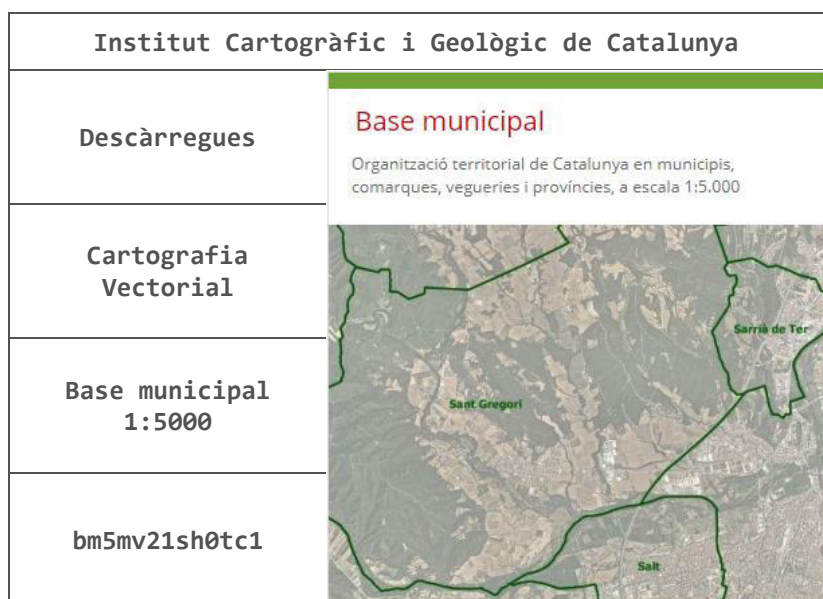 Institut Cartogràfic i Geològic de Catalunya
Descàrregues
Base municipal
Organització territorial de Catalunya en municipis,
comarques, vegueries i províncies, a escala 1:5.000
Cartografia
Vectorial
Sarrià de Ter
Base municipal
1:5000
Sant Gregori
bm5mv21sh0tc1
Salt